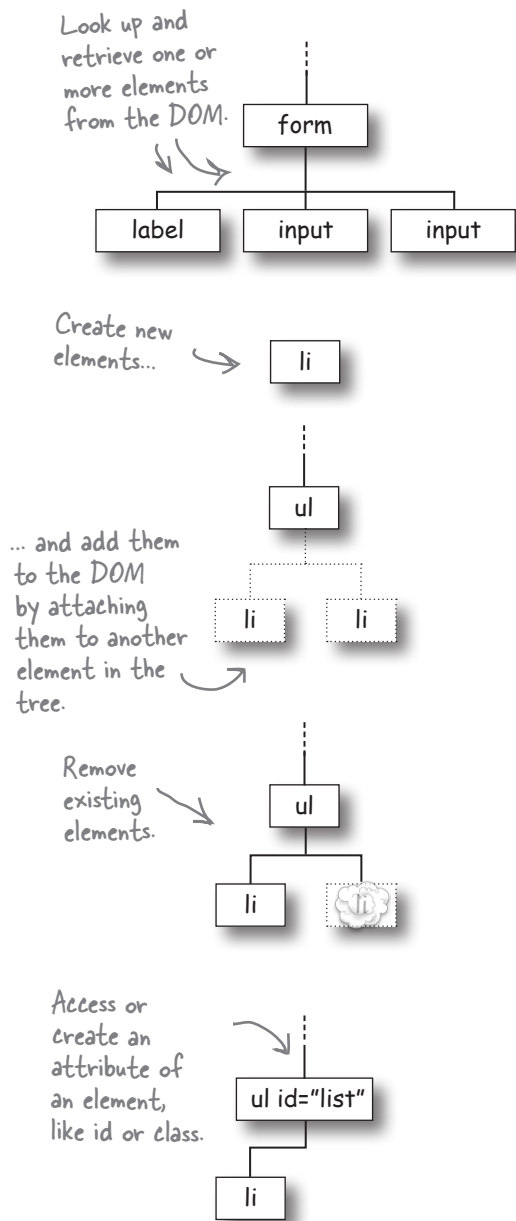 Look up and
retrieve one or
more elements
from the DOM.
form
label
input
input
Create new
elements...
li
ul
... and add them
to the DOM
by attaching
them to another
element in the
tree.
li
li
Remove
existing
elements.
ul
li
li
Access or
create an
attribute of
an element,
like id or class.
ul id="list"
li